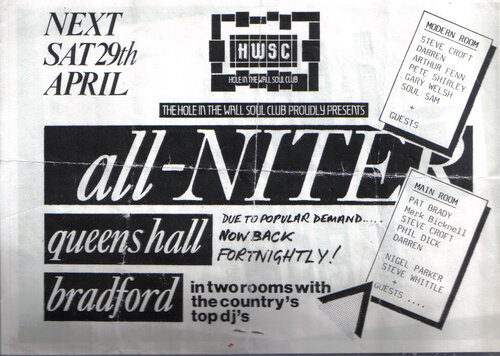 NEXT
SAT 29th
APRIL
HWSC
HOLE IN THE WALL SOUL CLUB
THE HOLE IN THE WALL SOUL CLUB PROUDLY PRESENTS
all-NITER
queens hall
DUE TO POPULAR DEMAND.....
NOW BACK
FORTNIGHTLY!
bradford
in two rooms with
the country's
top dj's
MODERN ROOM
STEVE CROFT
DARREN
ARTHUR FENN
PETE SHIRLEY
GARY WELSH
SOUL SAM
+
GUESTS
MAIN ROOM
PAT BRADY
Mark Bicknell
STEVE CROFT
PHIL DICK
DARREN
NIGEL PARKER
STEVE WHITTLE
+
GUESTS ....